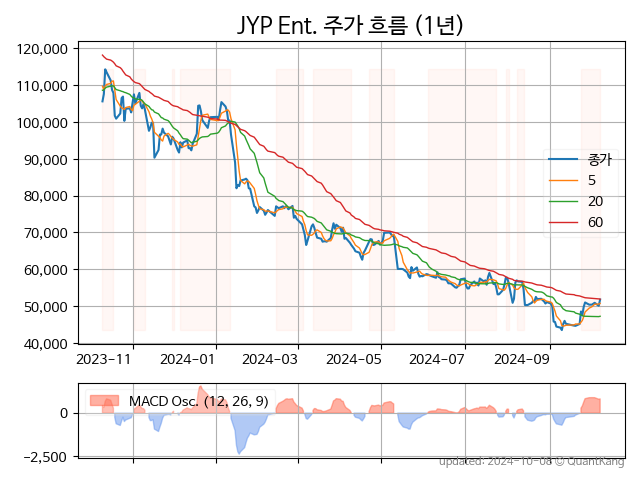 JYP Ent. 주가 흐름 (1년)
120,000
110,000
100,000
90,000
80,000
70,000
60,000
50,000
40,000
종가
5
20
60
2023-11 2024-01 2024-03 2024-05 2024-07 2024-09
MACD Osc. (12, 26, 9)
0
−2,500
updated: 2024-10-08 © QuantKang